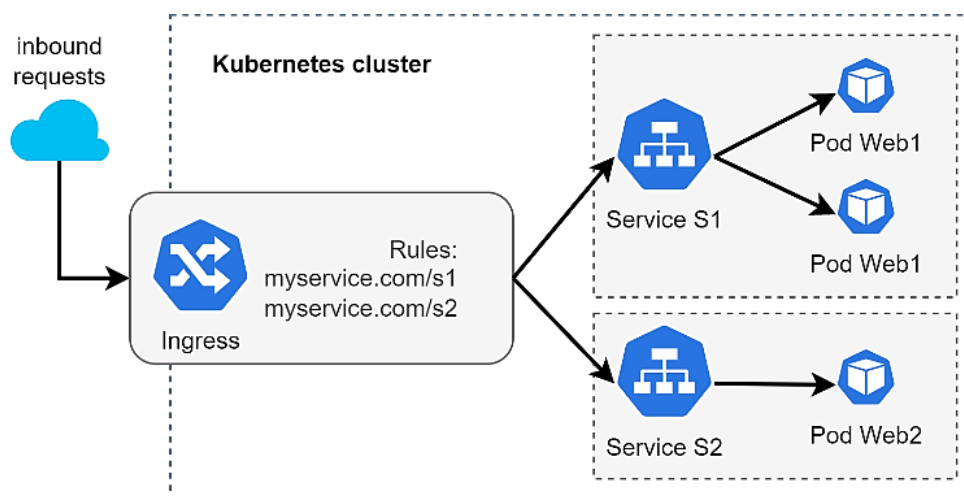 inbound
requests
Kubernetes cluster
Rules:
myservice.com/s1
myservice.com/s2
Ingress
Service S1
Pod Web1
Pod Web1
Service S2
Pod Web2